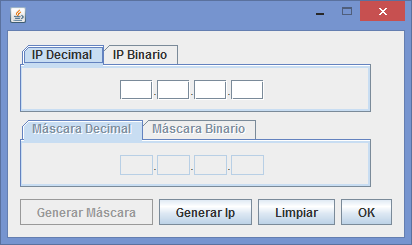 IP Decimal IP Binario
. . .
Máscara Decimal Máscara Binario
. . .
Generar Máscara Generar Ip Limpiar OK